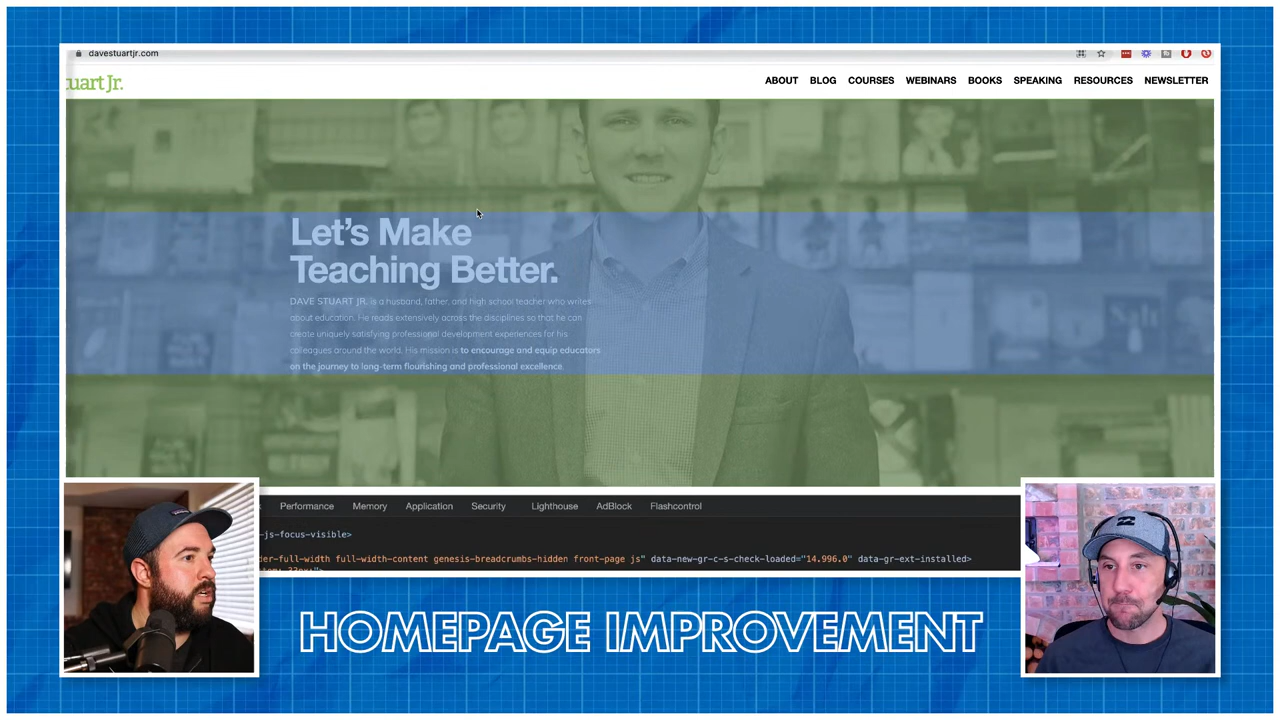 davestuartjr.com
tuart Jr.
ABOUT BLOG COURSES WEBINARS BOOKS SPEAKING RESOURCES NEWSLETTER
Let's Make
Teaching Better.
DAVE STUART JR. is a husband, father, and high school teacher who writes
about education. He reads extensively across the disciplines so that he can
create uniquely satisfying professional development experiences for his
colleagues around the world. His mission is to encourage and equip educators
on the journey to long-term flourishing and professional excellence.
Performance Memory Application Security Lighthouse AdBlock Flashcontrol
-js-focus-visible>
der-full-width full-width-content genesis-breadcrumbs-hidden front-page js" data-new-gr-c-s-check-loaded="14.996.0" data-gr-ext-installed>
HOMEPAGE IMPROVEMENT